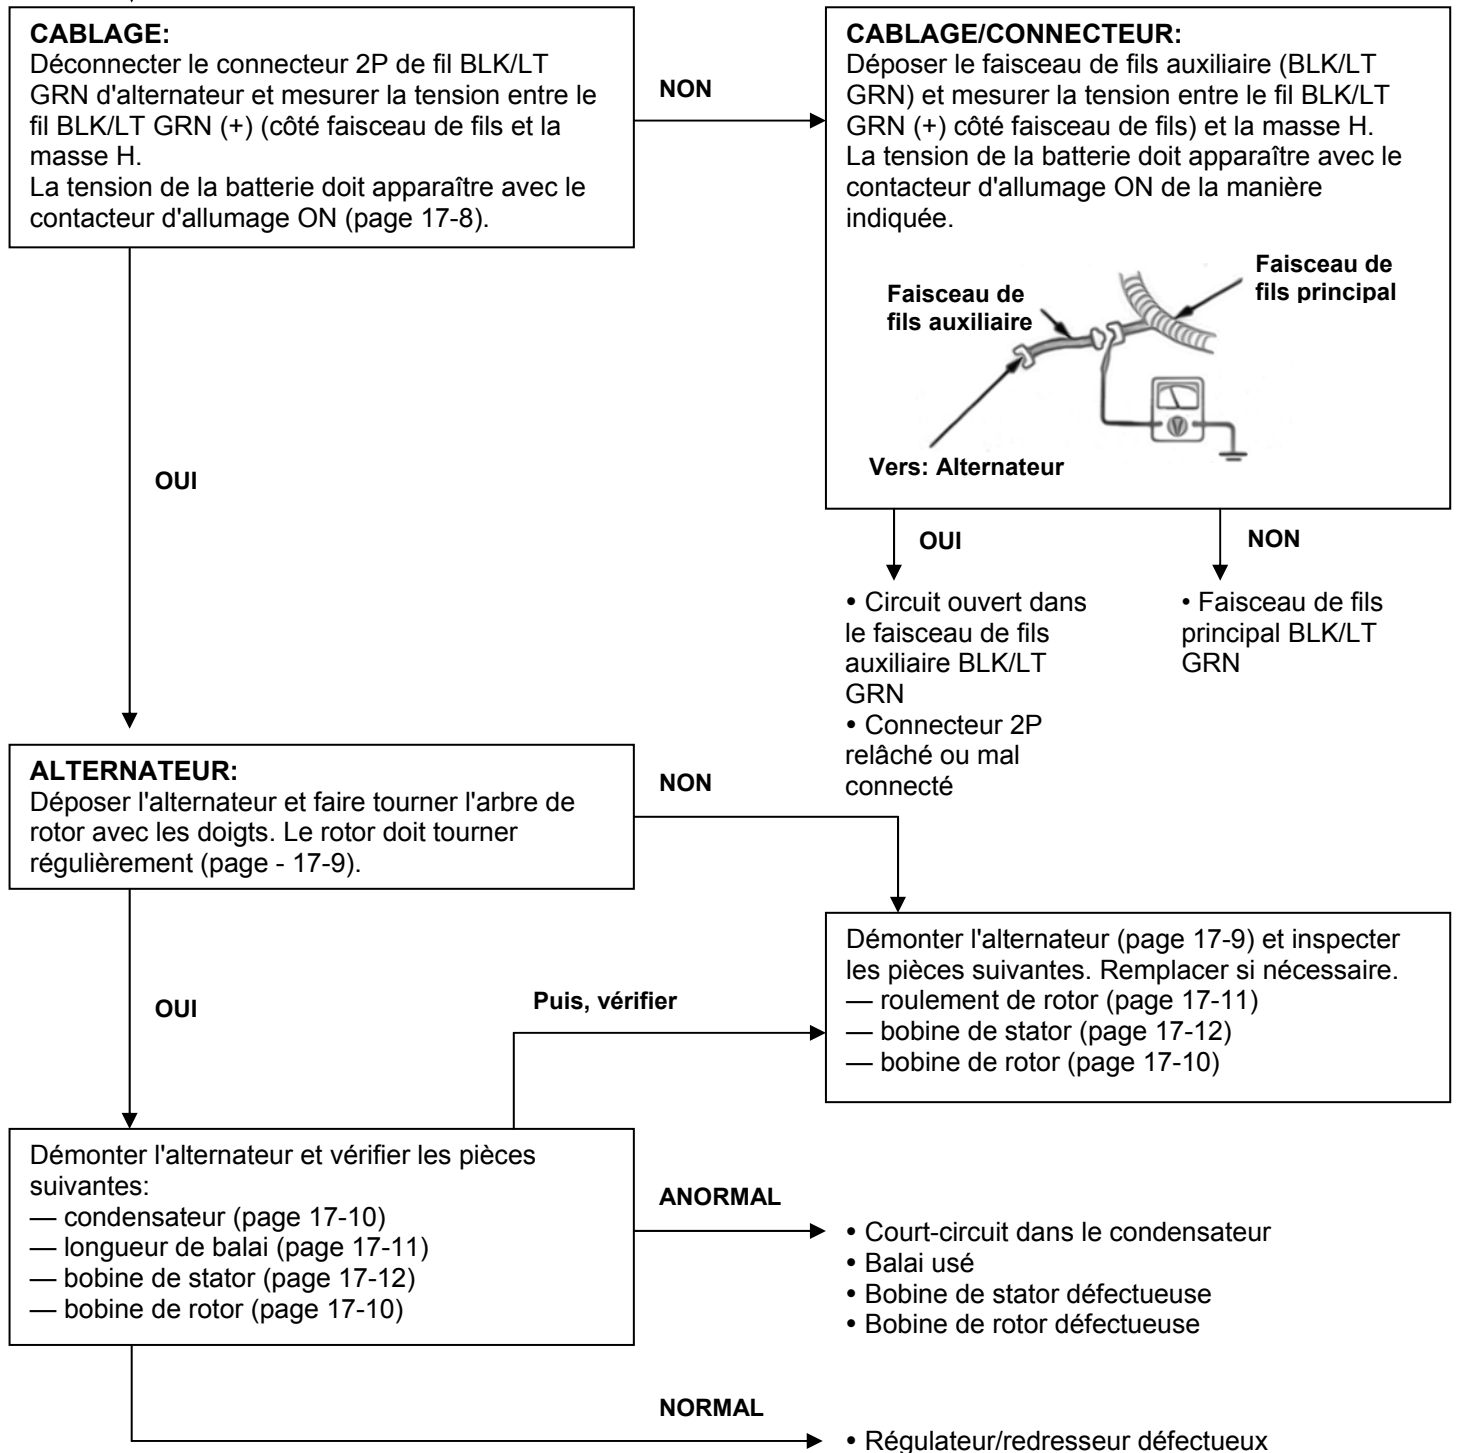 CABLAGE:
Déconnecter le connecteur 2P de fil BLK/LT
GRN d'alternateur et mesurer la tension entre le
fil BLK/LT GRN (+) (côté faisceau de fils et la
masse H.
La tension de la batterie doit apparaître avec le
contacteur d'allumage ON (page 17-8).
NON
CABLAGE/CONNECTEUR:
Déposer le faisceau de fils auxiliaire (BLK/LT
GRN) et mesurer la tension entre le fil BLK/LT
GRN (+) côté faisceau de fils) et la masse H.
La tension de la batterie doit apparaître avec le
contacteur d'allumage ON de la manière
indiquée.
Faisceau de
fils auxiliaire
Faisceau de
fils principal
Vers: Alternateur
OUI
OUI
NON
• Circuit ouvert dans
le faisceau de fils
auxiliaire BLK/LT
GRN
• Connecteur 2P
relâché ou mal
connecté
• Faisceau de fils
principal BLK/LT
GRN
ALTERNATEUR:
Déposer l'alternateur et faire tourner l'arbre de
rotor avec les doigts. Le rotor doit tourner
régulièrement (page - 17-9).
NON
Démonter l'alternateur (page 17-9) et inspecter
les pièces suivantes. Remplacer si nécessaire.
— roulement de rotor (page 17-11)
— bobine de stator (page 17-12)
— bobine de rotor (page 17-10)
OUI
Puis, vérifier
Démonter l'alternateur et vérifier les pièces
suivantes:
— condensateur (page 17-10)
— longueur de balai (page 17-11)
— bobine de stator (page 17-12)
— bobine de rotor (page 17-10)
ANORMAL
• Court-circuit dans le condensateur
• Balai usé
• Bobine de stator défectueuse
• Bobine de rotor défectueuse
NORMAL
• Régulateur/redresseur défectueux